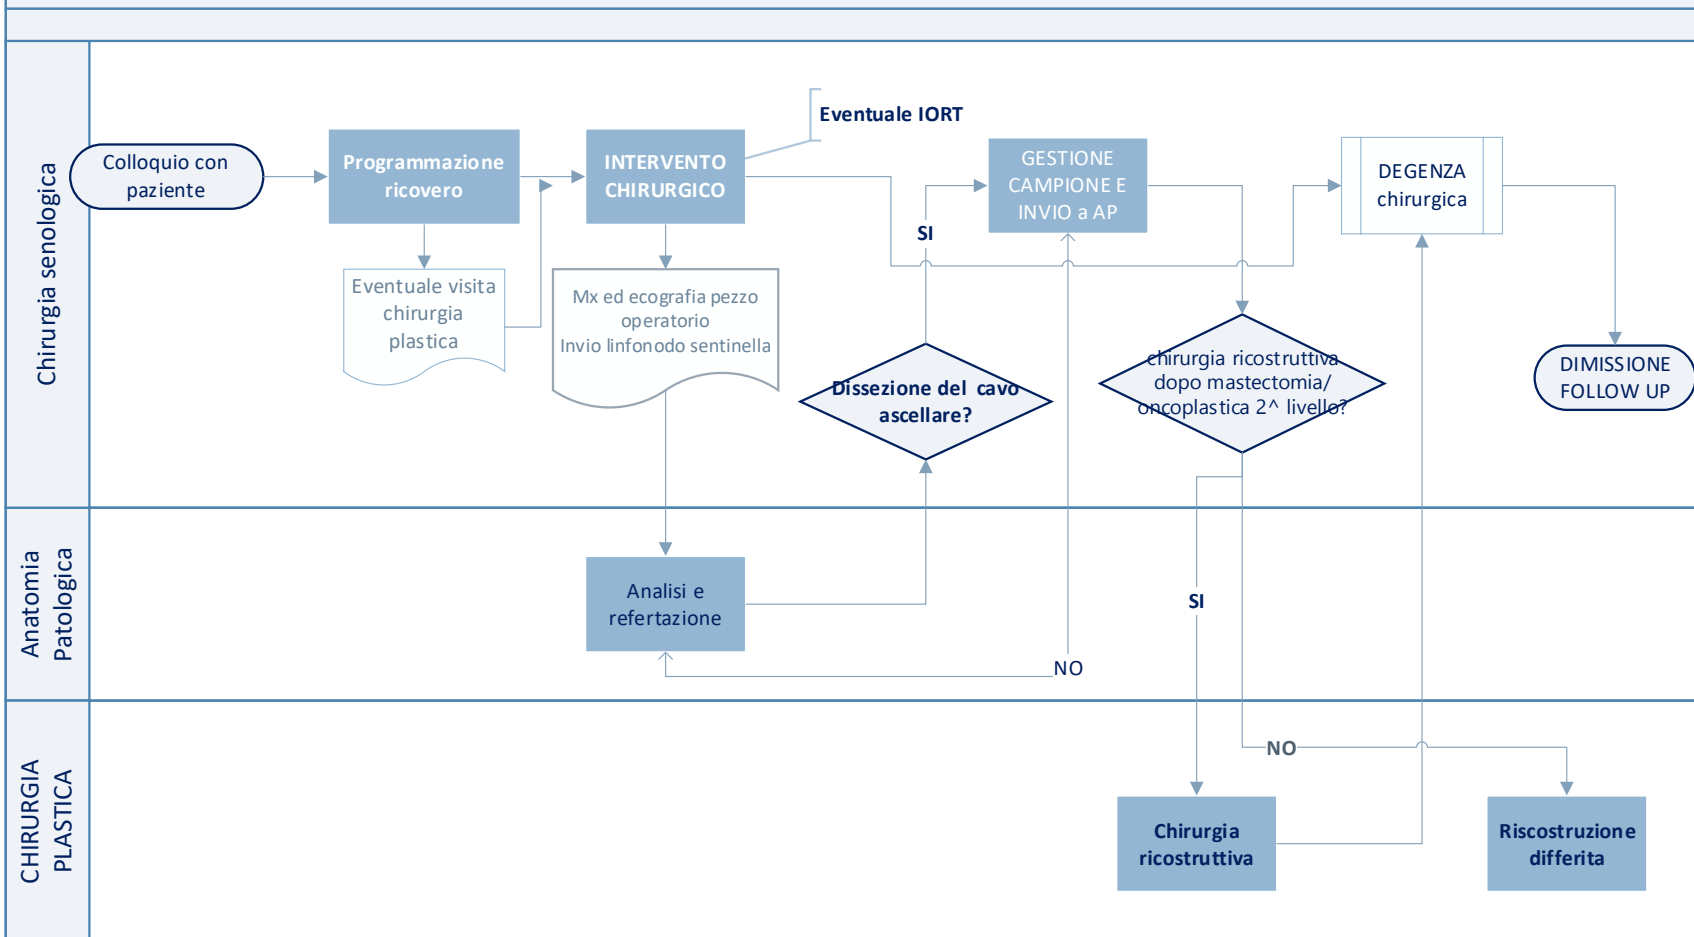 Chirurgia senologica
Colloquio con
paziente
Programmazione
ricovero
Eventuale visita
chirurgia
plastica
INTERVENTO
CHIRURGICO
Eventuale IORT
Mx ed ecografia pezzo
operatorio
Invio linfonodo sentinella
SI
Dissezione del cavo
ascellare?
GESTIONE
CAMPIONE E
INVIO a AP
chirurgia ricostruttiva
dopo mastectomia/
oncoplastica 2^ livello?
DEGENZA
chirurgica
DIMISSIONE
FOLLOW UP
Anatomia
Patologica
Analisi e
refertazione
NO
SI
CHIRURGIA
PLASTICA
NO
Chirurgia
ricostruttiva
Riscostruzione
differita